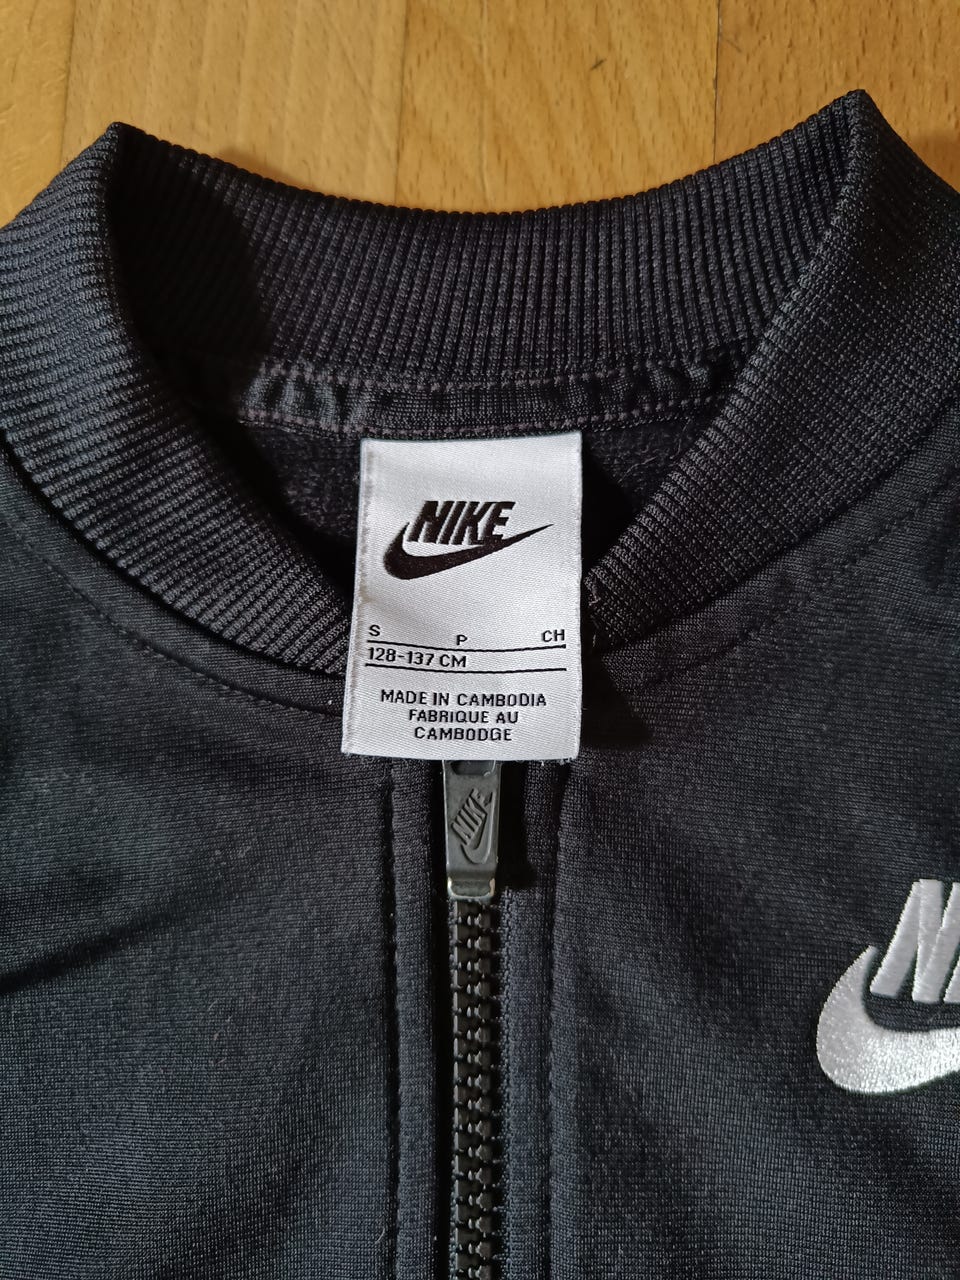 NIKE
S P CH
128-137 CM
MADE IN CAMBODIA
FABRIQUE AU
CAMBODGE
NIKE
N